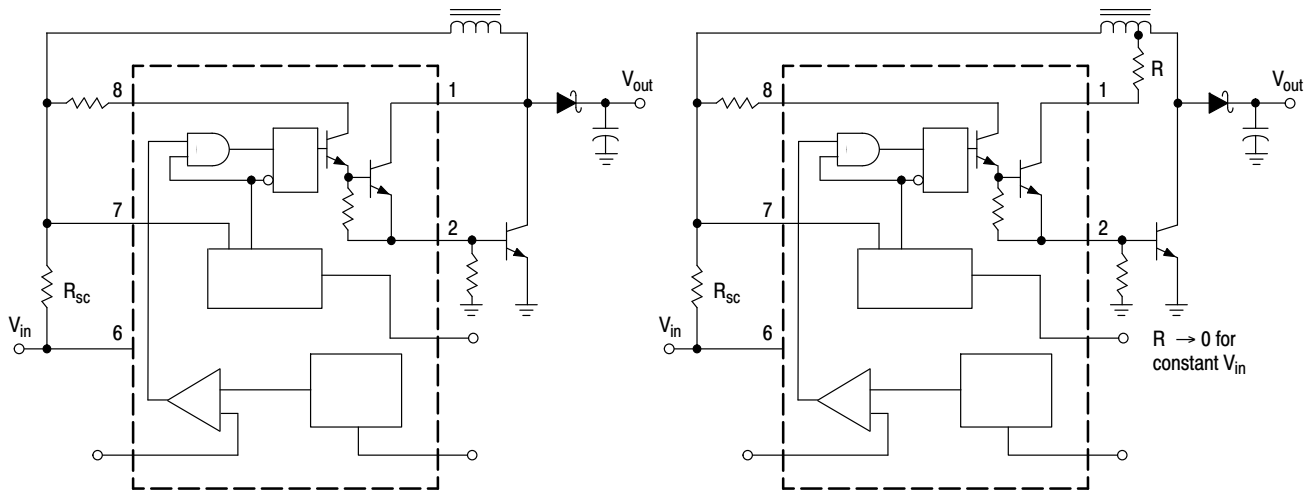 8
1
V_out
7
2
R_sc
V_in
6
R
8
1
V_out
7
2
R_sc
V_in
6
R → 0 for
constant V_in